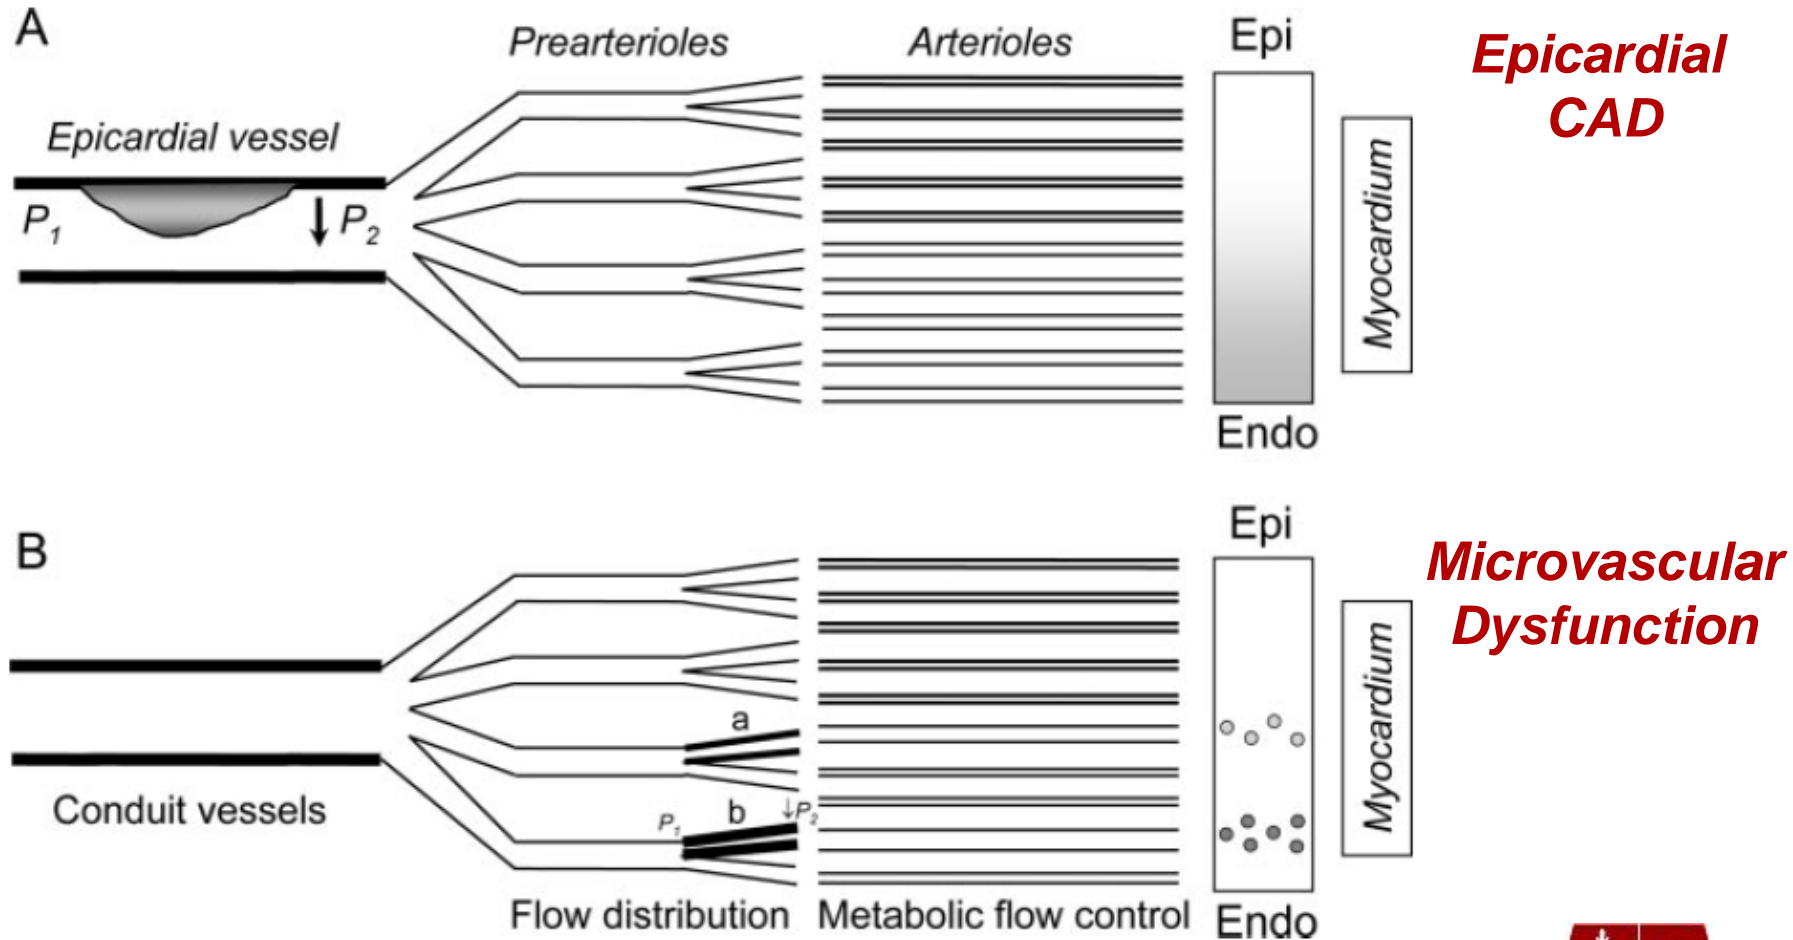 A
Prearterioles
Arterioles
Epi
Epicardial
CAD
Epicardial vessel
P1
P2
Myocardium
Endo
B
Epi
Microvascular
Dysfunction
a
Conduit vessels
P1
b
↓P2
Myocardium
Flow distribution
Metabolic flow control
Endo